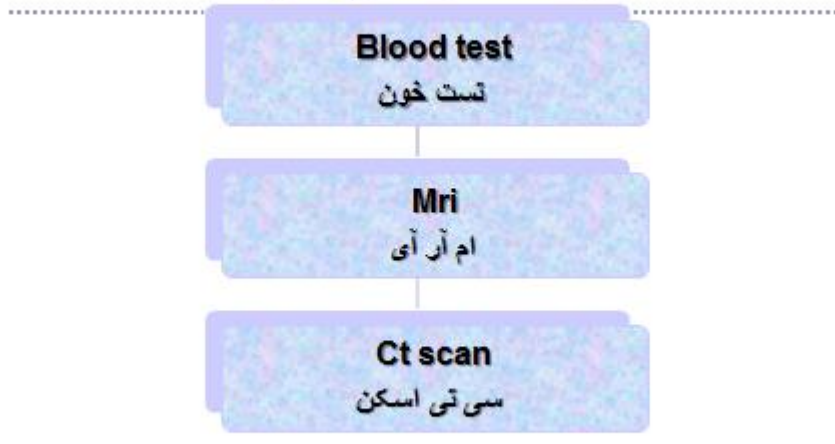 Blood test
تست خون
Mri
ام آر آی
Ct scan
سی تی اسکن